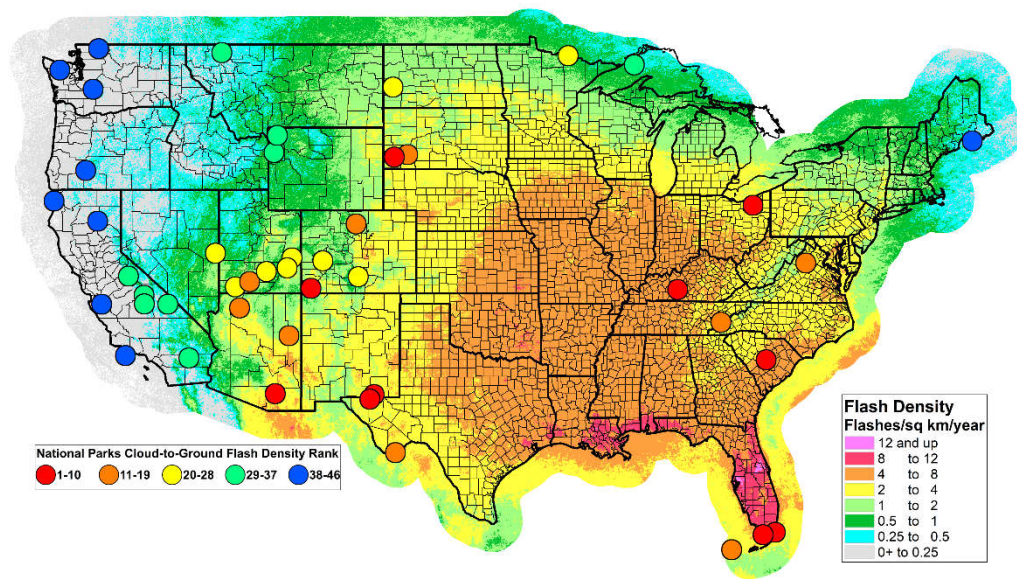 National Parks Cloud-to-Ground Flash Density Rank
1-10 11-19 20-28 29-37 38-46
Flash Density
Flashes/sq km/year
12 and up
8 to 12
4 to 8
2 to 4
1 to 2
0.5 to 1
0.25 to 0.5
0+ to 0.25